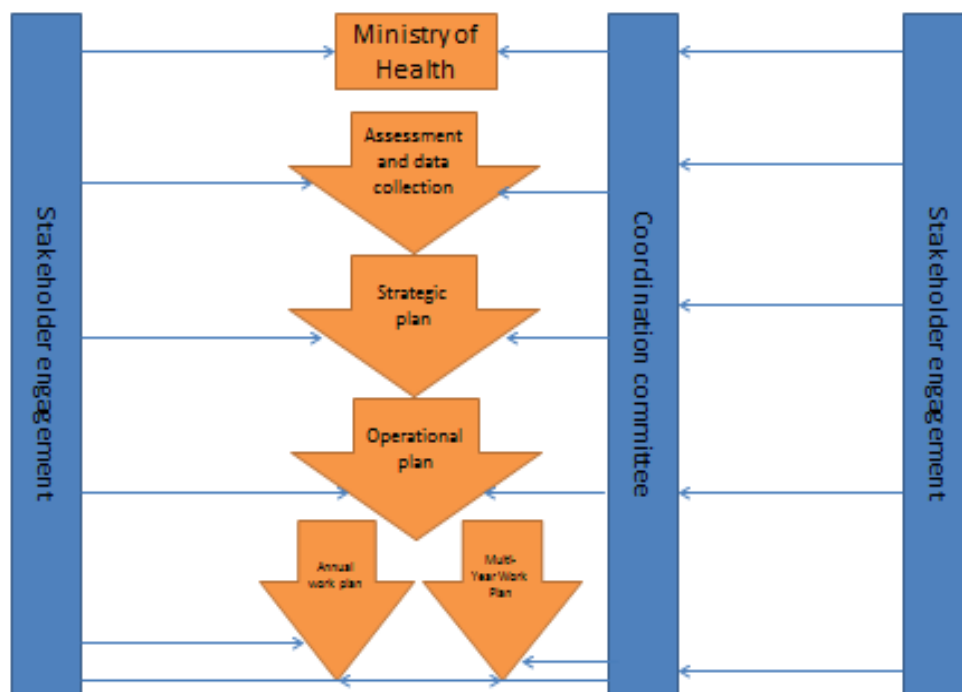 Ministry of
Health
Assessment
and data
collection
Strategic
plan
Operational
plan
Annual
work plan
Multi-
Year Work
Plan
Stakeholder engagement
Coordination committee
Stakeholder engagement